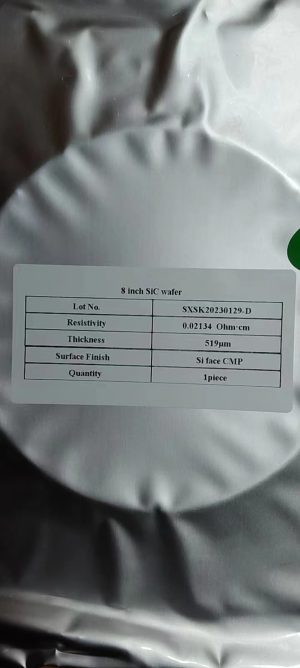 8 inch SiC wafer
Lot No. SXSK20230129-D
Resistivity 0.02134 Ohm·cm
Thickness 519μm
Surface Finish Si face CMP
Quantity 1piece